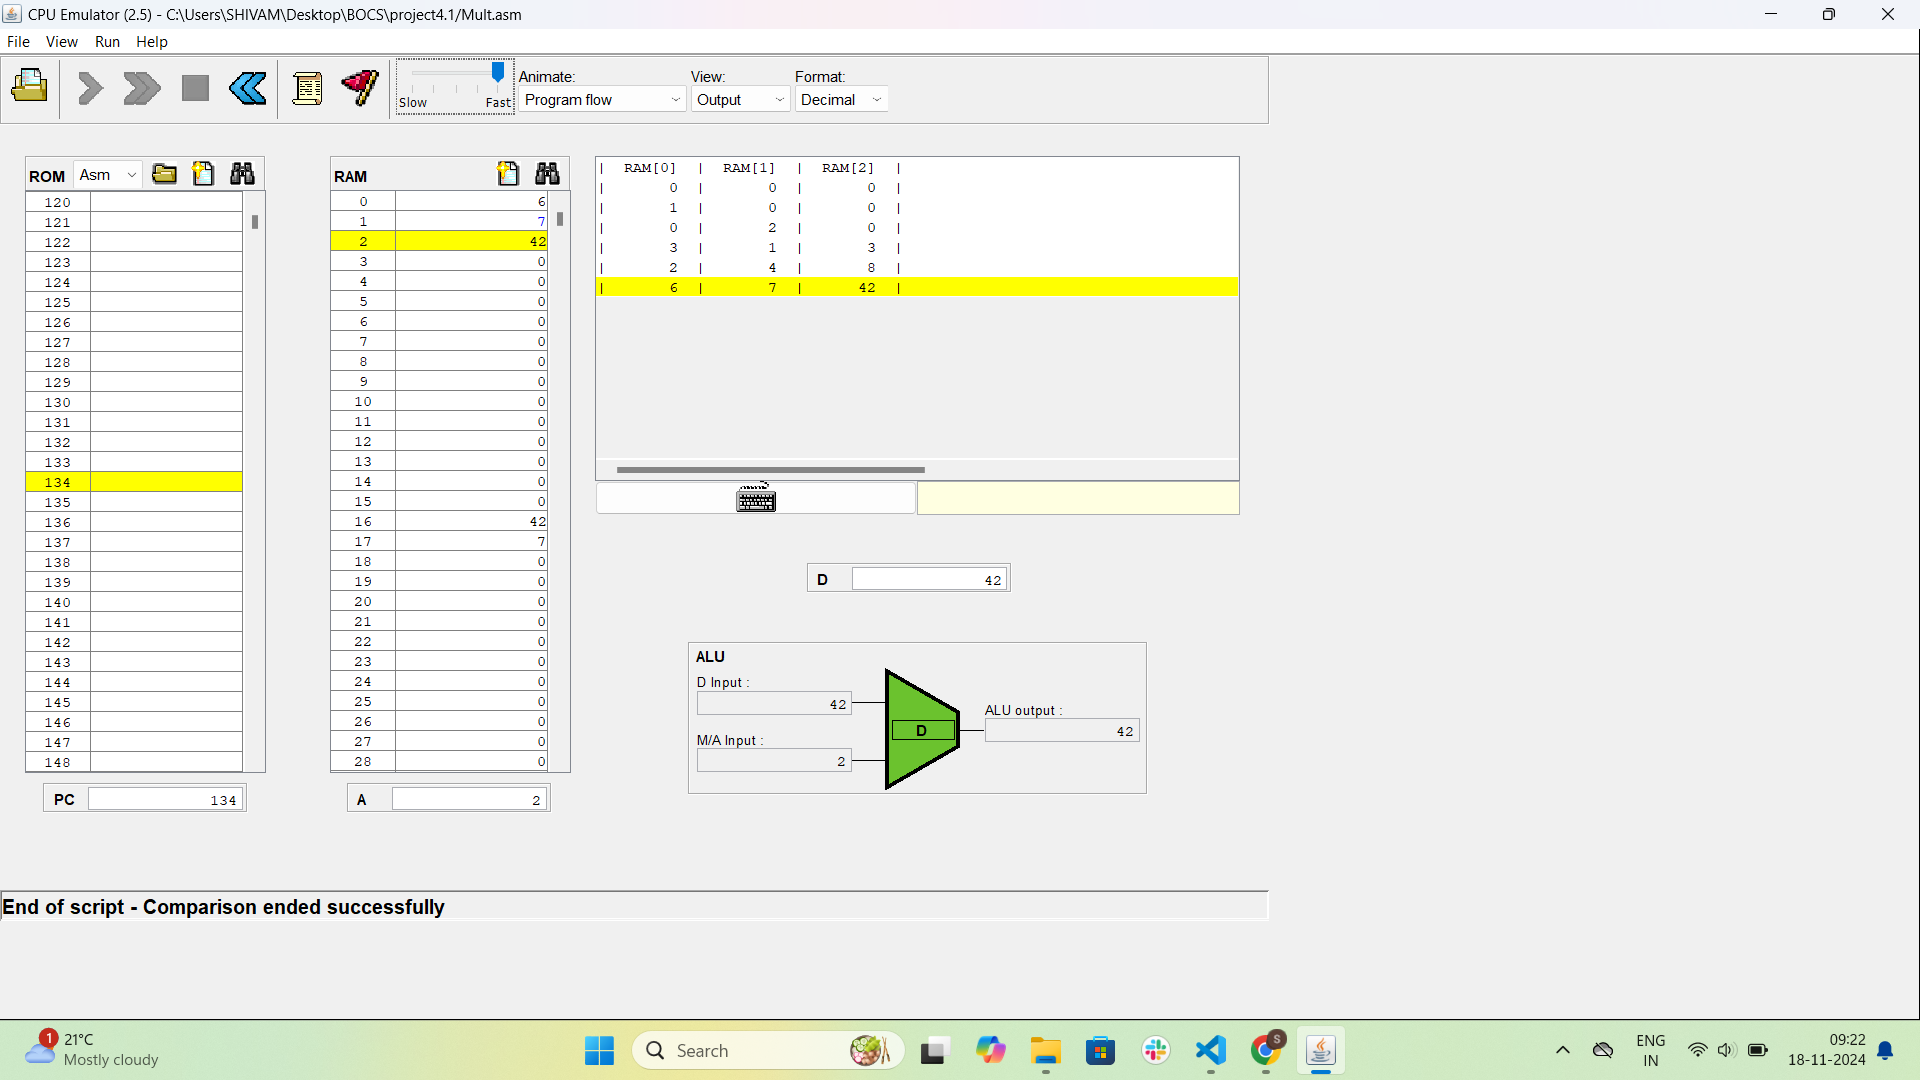 CPU Emulator (2.5) - C:\Users\SHIVAM\Desktop\BOCS\project4.1/Mult.asm
File View Run Help
Slow Fast
Animate:
Program flow
View:
Output
Format:
Decimal
ROM Asm
120
121
122
123
124
125
126
127
128
129
130
131
132
133
134
135
136
137
138
139
140
141
142
143
144
145
146
147
148
PC 134
RAM
0 6
1 7
2 42
3 0
4 0
5 0
6 0
7 0
8 0
9 0
10 0
11 0
12 0
13 0
14 0
15 0
16 42
17 7
18 0
19 0
20 0
21 0
22 0
23 0
24 0
25 0
26 0
27 0
28 0
A 2
| RAM[0] | RAM[1] | RAM[2] |
| 0 | 0 | 0 |
| 1 | 0 | 0 |
| 0 | 2 | 0 |
| 3 | 1 | 3 |
| 2 | 4 | 8 |
| 6 | 7 | 42 |
D 42
ALU
D Input :
42
M/A Input :
2
D
ALU output :
42
End of script - Comparison ended successfully
1
21°C
Mostly cloudy
Search
S
ENG
IN
09:22
18-11-2024